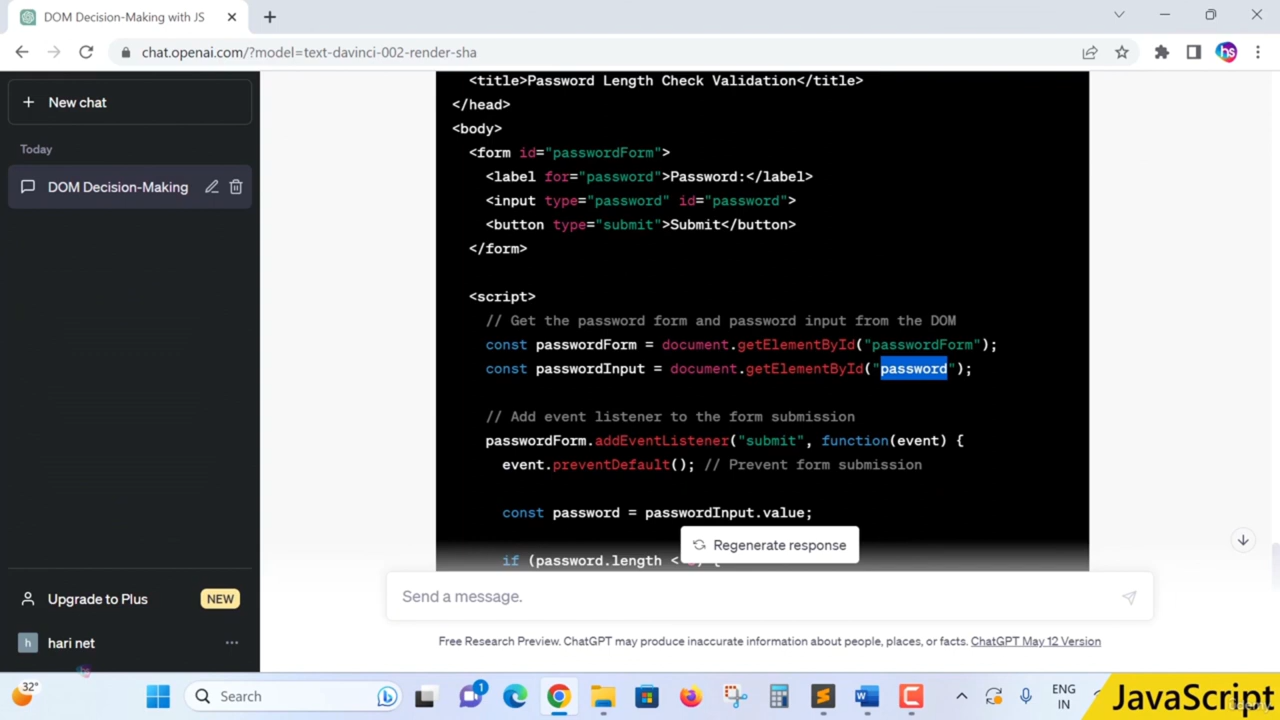 DOM Decision-Making with JS
chat.openai.com/?model=text-davinci-002-render-sha
hs
New chat
Today
DOM Decision-Making
<title>Password Length Check Validation</title>
</head>
<body>
<form id="passwordForm">
<label for="password">Password:</label>
<input type="password" id="password">
<button type="submit">Submit</button>
</form>
<script>
// Get the password form and password input from the DOM
const passwordForm = document.getElementById("passwordForm");
const passwordInput = document.getElementById("password");
// Add event listener to the form submission
passwordForm.addEventListener("submit", function(event) {
event.preventDefault(); // Prevent form submission
const password = passwordInput.value;
Regenerate response
if (password.length <
Send a message.
Free Research Preview. ChatGPT may produce inaccurate information about people, places, or facts. ChatGPT May 12 Version
Upgrade to Plus
NEW
h
hari net
32°
Search
1
ENG
IN
JavaScript